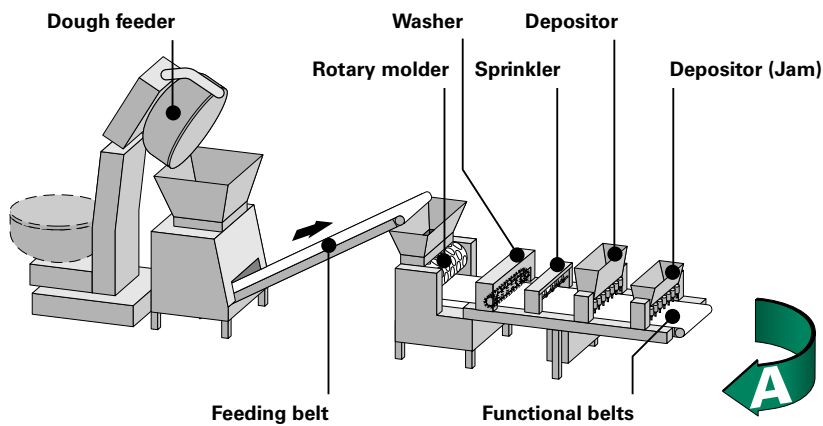 Dough feeder
Washer
Depositor
Rotary molder
Sprinkler
Depositor (Jam)
Feeding belt
Functional belts
A